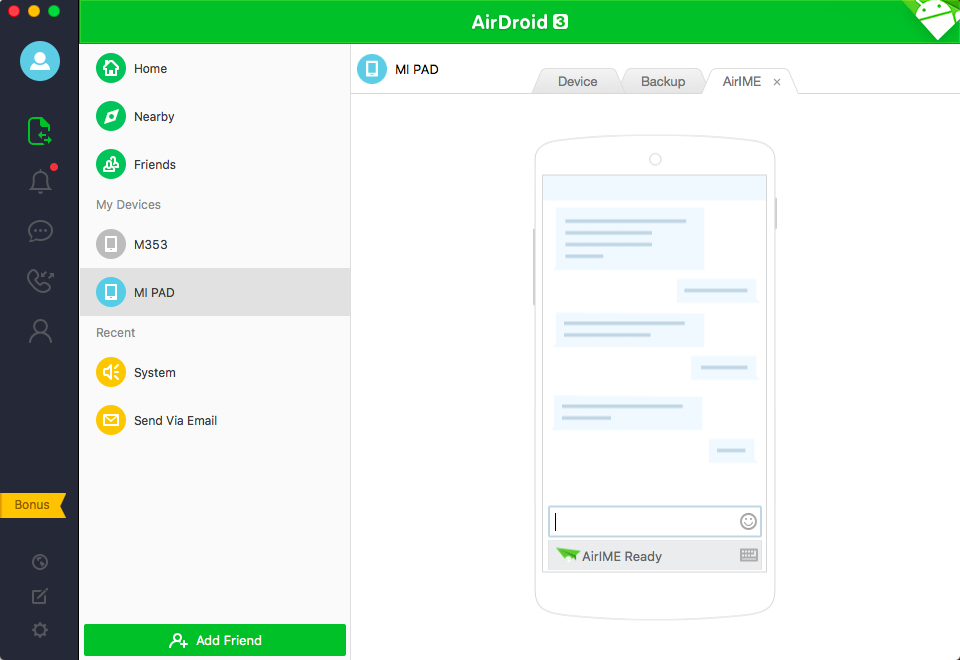 AirDroid 3
Home
Nearby
Friends
My Devices
M353
MI PAD
Recent
System
Send Via Email
Bonus
Add Friend
MI PAD
Device
Backup
AirIME ×
AirIME Ready